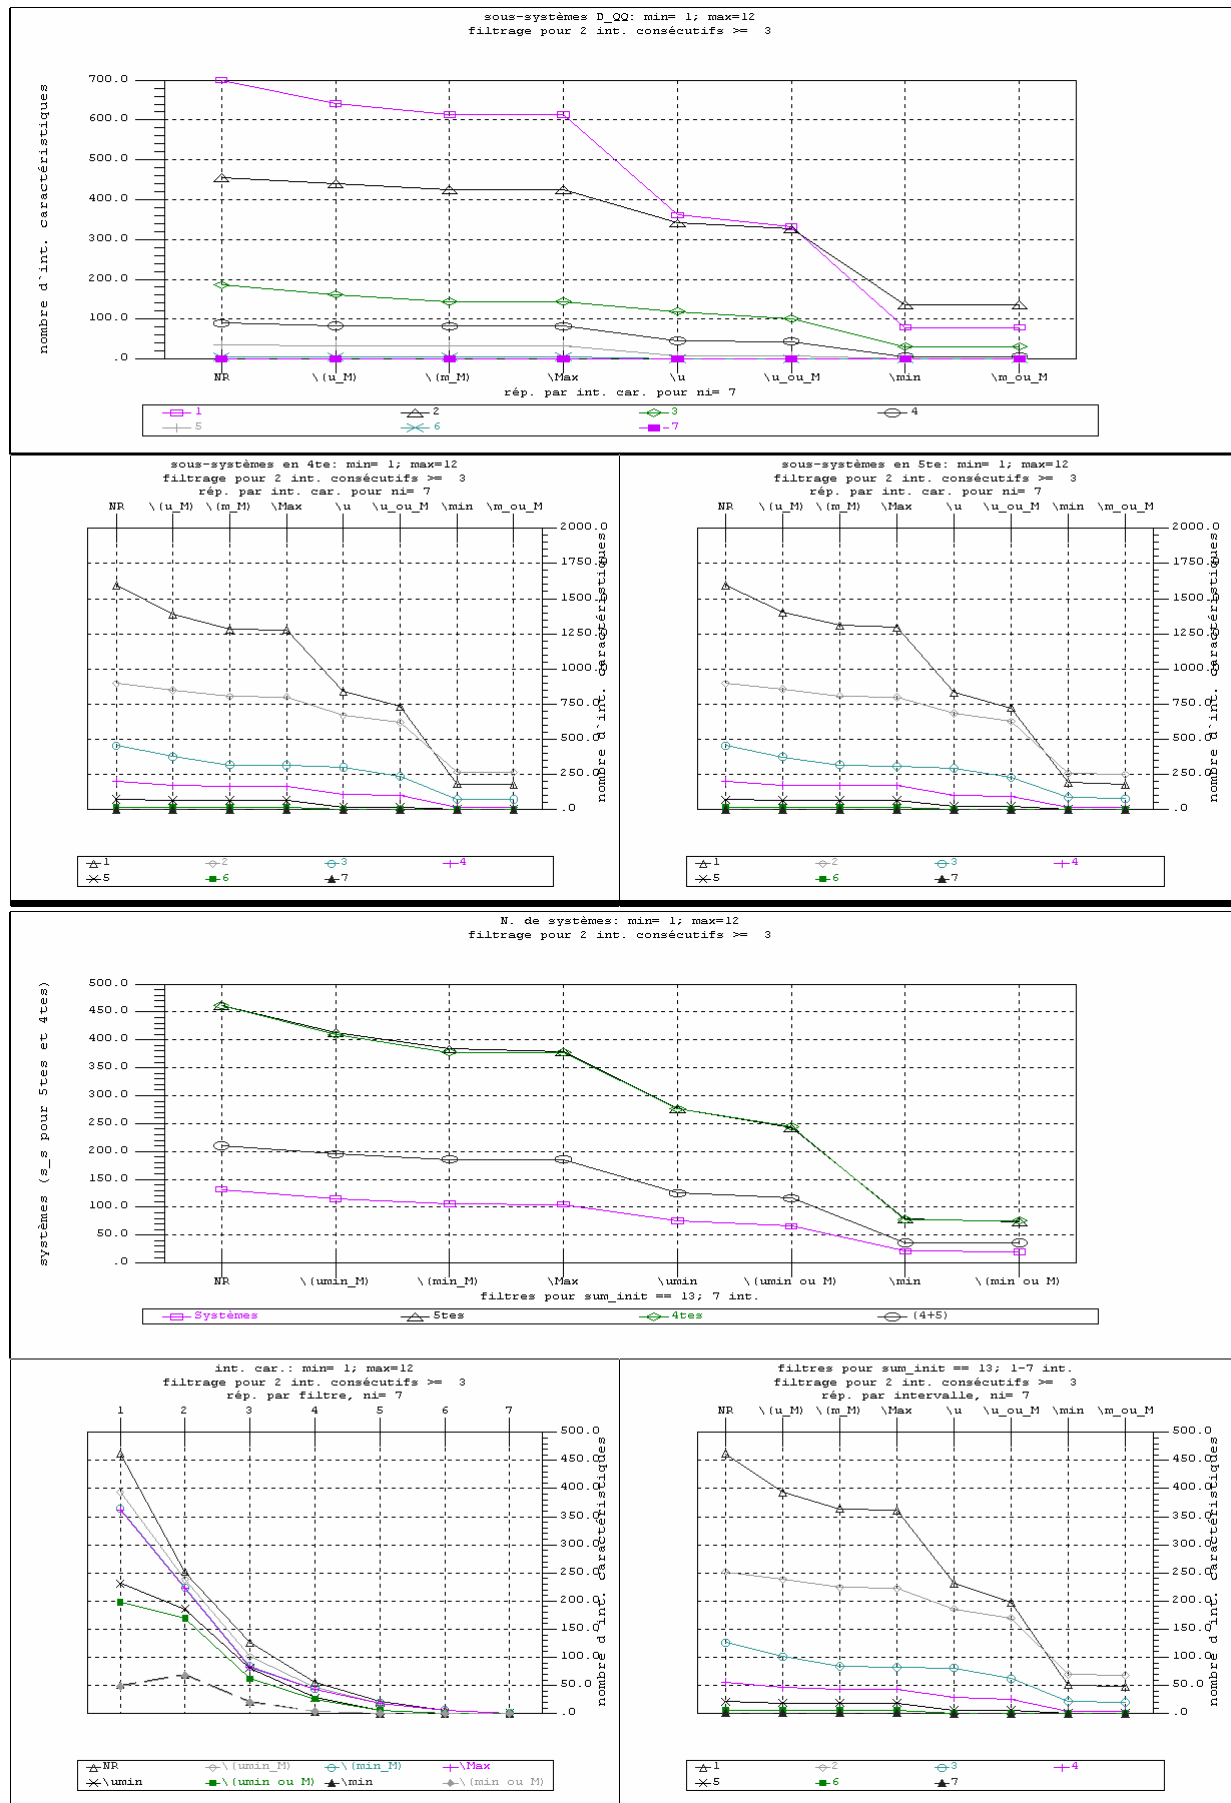 sous-systèmes D_QQ: min= 1; max=12
filtrage pour 2 int. consécutifs >= 3
nombre d`int. caractéristiques
700.0
600.0
500.0
400.0
300.0
200.0
100.0
.0
NR \(u_M) \(m_M) \Max \u \u_ou_M \min \m_ou_M
rép. par int. car. pour ni= 7
1 2 3 4
5 6 7
sous-systèmes en 4te: min= 1; max=12
filtrage pour 2 int. consécutifs >= 3
rép. par int. car. pour ni= 7
NR \(u_M) \(m_M) \Max \u \u_ou_M \min \m_ou_M
2000.0
1750.0
1500.0
1250.0
1000.0
750.0
500.0
250.0
.0
nombre d`int. caractéristiques
1 2 3 4
5 6 7
sous-systèmes en 5te: min= 1; max=12
filtrage pour 2 int. consécutifs >= 3
rép. par int. car. pour ni= 7
NR \(u_M) \(m_M) \Max \u \u_ou_M \min \m_ou_M
2000.0
1750.0
1500.0
1250.0
1000.0
750.0
500.0
250.0
.0
nombre d`int. caractéristiques
1 2 3 4
5 6 7
N. de systèmes: min= 1; max=12
filtrage pour 2 int. consécutifs >= 3
systèmes (s_s pour 5tes et 4tes)
500.0
450.0
400.0
350.0
300.0
250.0
200.0
150.0
100.0
50.0
.0
NR \(umin_M) \(min_M) \Max \umin \(umin ou M) \min \(min ou M)
filtres pour sum_init == 13; 7 int.
Systèmes 5tes 4tes (4+5)
int. car.: min= 1; max=12
filtrage pour 2 int. consécutifs >= 3
rép. par filtre, ni= 7
1 2 3 4 5 6 7
500.0
450.0
400.0
350.0
300.0
250.0
200.0
150.0
100.0
50.0
.0
nombre d`int. caractéristiques
NR \(umin_M) \(min_M) \Max
\umin \(umin ou M) \min \(min ou M)
filtres pour sum_init == 13; 1-7 int.
filtrage pour 2 int. consécutifs >= 3
rép. par intervalle, ni= 7
NR \(u_M) \(m_M) \Max \u \u_ou_M \min \m_ou_M
500.0
450.0
400.0
350.0
300.0
250.0
200.0
150.0
100.0
50.0
.0
nombre d`int. caractéristiques
1 2 3 4
5 6 7